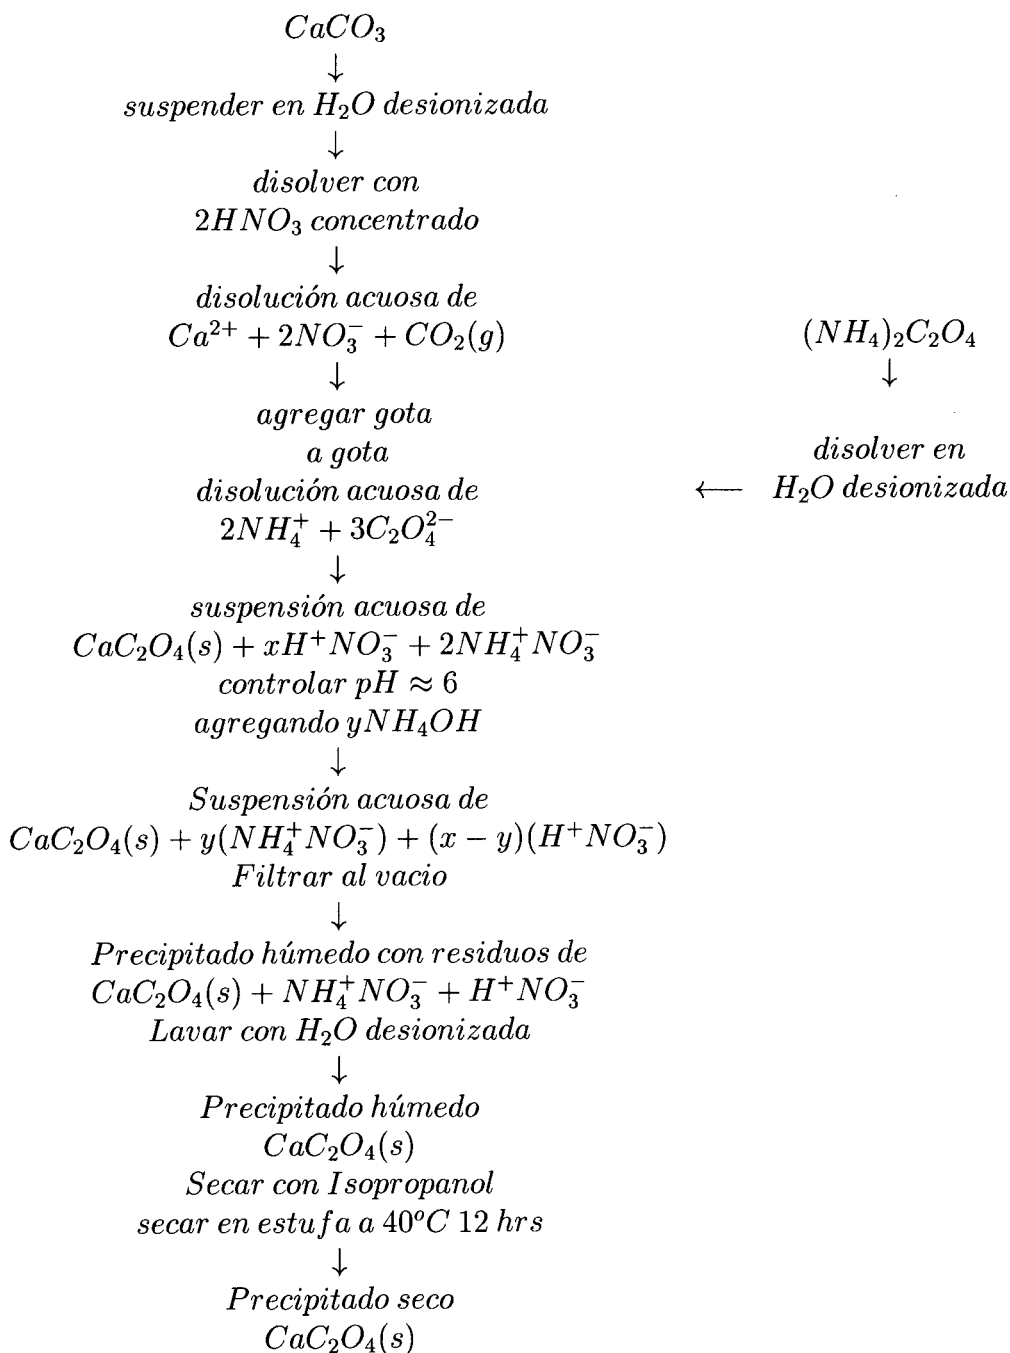 CaCO₃
↓
suspender en H₂O desionizada
↓
disolver con
2HNO₃ concentrado
↓
disolución acuosa de
Ca²⁺ + 2NO₃⁻ + CO₂(g)
↓
agregar gota
a gota
disolución acuosa de
2NH₄⁺ + 3C₂O₄²⁻
(NH₄)₂C₂O₄
↓
disolver en
⟵ H₂O desionizada
↓
suspensión acuosa de
CaC₂O₄(s) + xH⁺NO₃⁻ + 2NH₄⁺NO₃⁻
controlar pH ≈ 6
agregando yNH₄OH
↓
Suspensión acuosa de
CaC₂O₄(s) + y(NH₄⁺NO₃⁻) + (x − y)(H⁺NO₃⁻)
Filtrar al vacio
↓
Precipitado húmedo con residuos de
CaC₂O₄(s) + NH₄⁺NO₃⁻ + H⁺NO₃⁻
Lavar con H₂O desionizada
↓
Precipitado húmedo
CaC₂O₄(s)
Secar con Isopropanol
secar en estufa a 40°C 12 hrs
↓
Precipitado seco
CaC₂O₄(s)